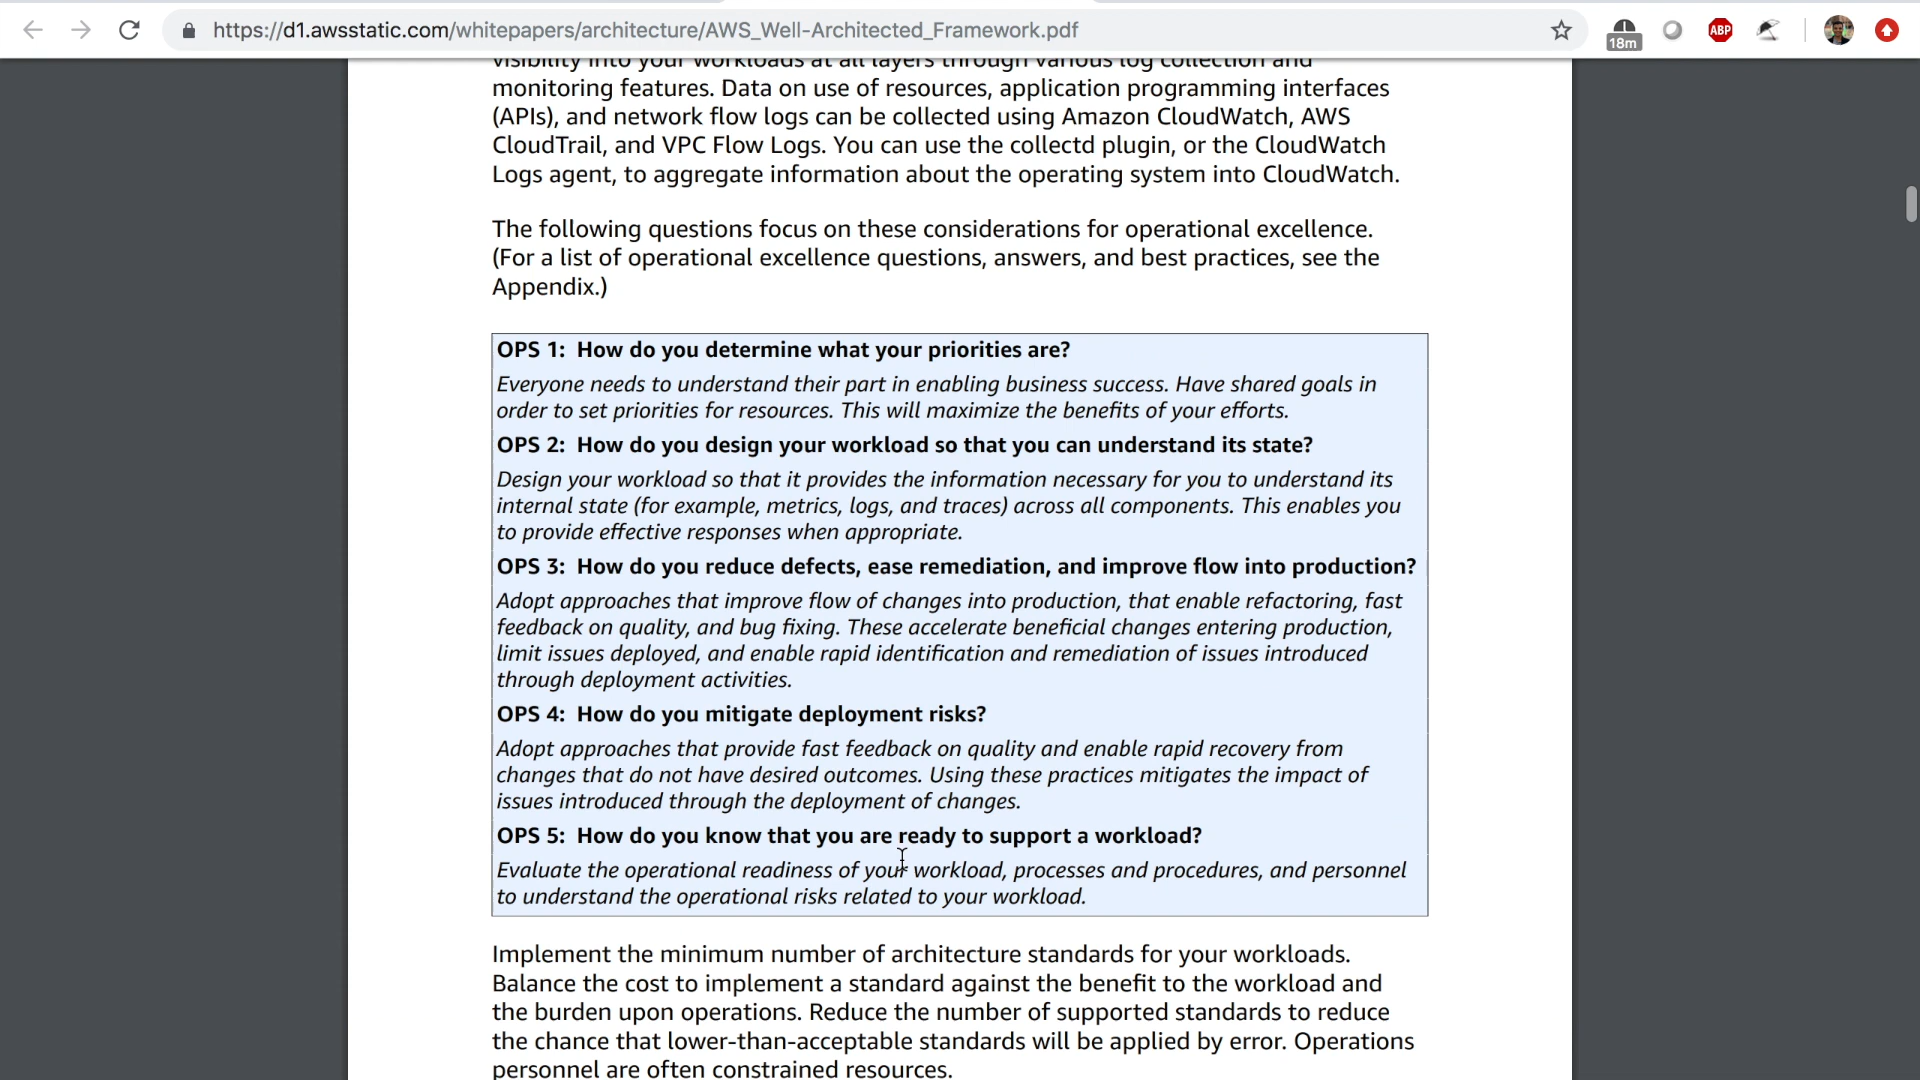 https://d1.awsstatic.com/whitepapers/architecture/AWS_Well-Architected_Framework.pdf
18m
ABP
visibility into your workloads at all layers through various log collection and
monitoring features. Data on use of resources, application programming interfaces
(APIs), and network flow logs can be collected using Amazon CloudWatch, AWS
CloudTrail, and VPC Flow Logs. You can use the collectd plugin, or the CloudWatch
Logs agent, to aggregate information about the operating system into CloudWatch.
The following questions focus on these considerations for operational excellence.
(For a list of operational excellence questions, answers, and best practices, see the
Appendix.)
OPS 1: How do you determine what your priorities are?
Everyone needs to understand their part in enabling business success. Have shared goals in
order to set priorities for resources. This will maximize the benefits of your efforts.
OPS 2: How do you design your workload so that you can understand its state?
Design your workload so that it provides the information necessary for you to understand its
internal state (for example, metrics, logs, and traces) across all components. This enables you
to provide effective responses when appropriate.
OPS 3: How do you reduce defects, ease remediation, and improve flow into production?
Adopt approaches that improve flow of changes into production, that enable refactoring, fast
feedback on quality, and bug fixing. These accelerate beneficial changes entering production,
limit issues deployed, and enable rapid identification and remediation of issues introduced
through deployment activities.
OPS 4: How do you mitigate deployment risks?
Adopt approaches that provide fast feedback on quality and enable rapid recovery from
changes that do not have desired outcomes. Using these practices mitigates the impact of
issues introduced through the deployment of changes.
OPS 5: How do you know that you are ready to support a workload?
Evaluate the operational readiness of your workload, processes and procedures, and personnel
to understand the operational risks related to your workload.
Implement the minimum number of architecture standards for your workloads.
Balance the cost to implement a standard against the benefit to the workload and
the burden upon operations. Reduce the number of supported standards to reduce
the chance that lower-than-acceptable standards will be applied by error. Operations
personnel are often constrained resources.